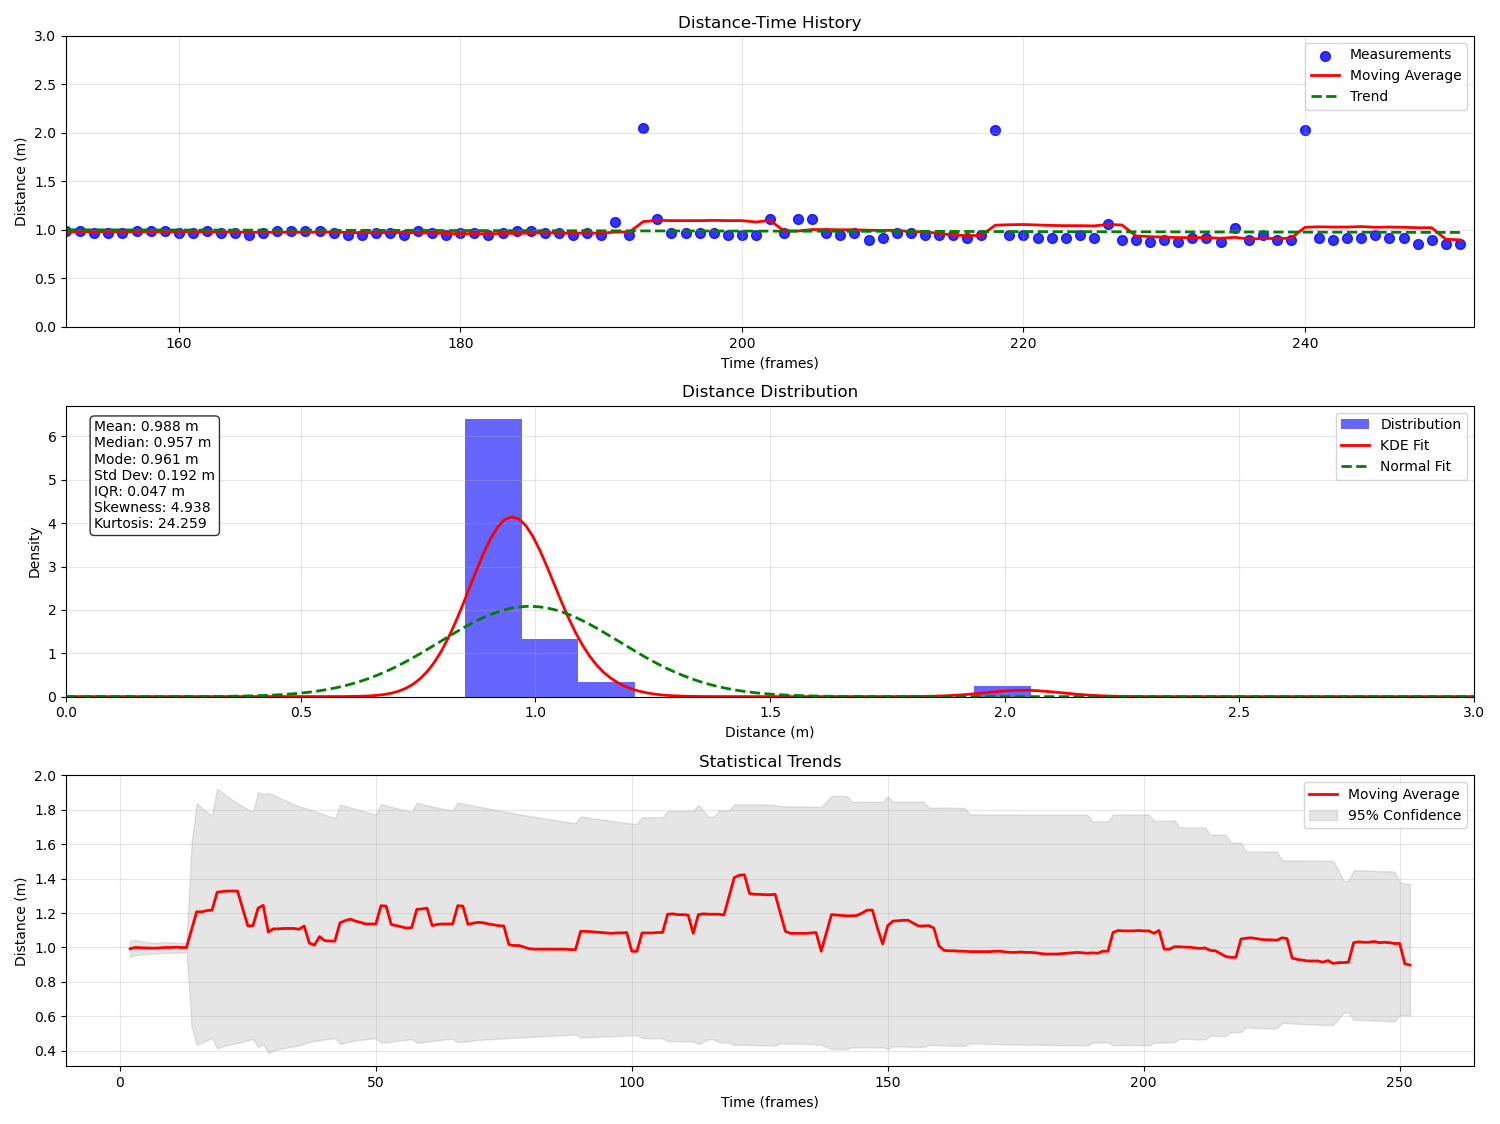 Distance-Time History
3.0
2.5
2.0
1.5
1.0
0.5
0.0
Distance (m)
Measurements
Moving Average
Trend
160
180
200
220
240
Time (frames)
Distance Distribution
6
5
4
3
2
1
0
Density
Mean: 0.988 m
Median: 0.957 m
Mode: 0.961 m
Std Dev: 0.192 m
IQR: 0.047 m
Skewness: 4.938
Kurtosis: 24.259
Distribution
KDE Fit
Normal Fit
0.0
0.5
1.0
1.5
2.0
2.5
3.0
Distance (m)
Statistical Trends
2.0
1.8
1.6
1.4
1.2
1.0
0.8
0.6
0.4
Distance (m)
Moving Average
95% Confidence
0
50
100
150
200
250
Time (frames)